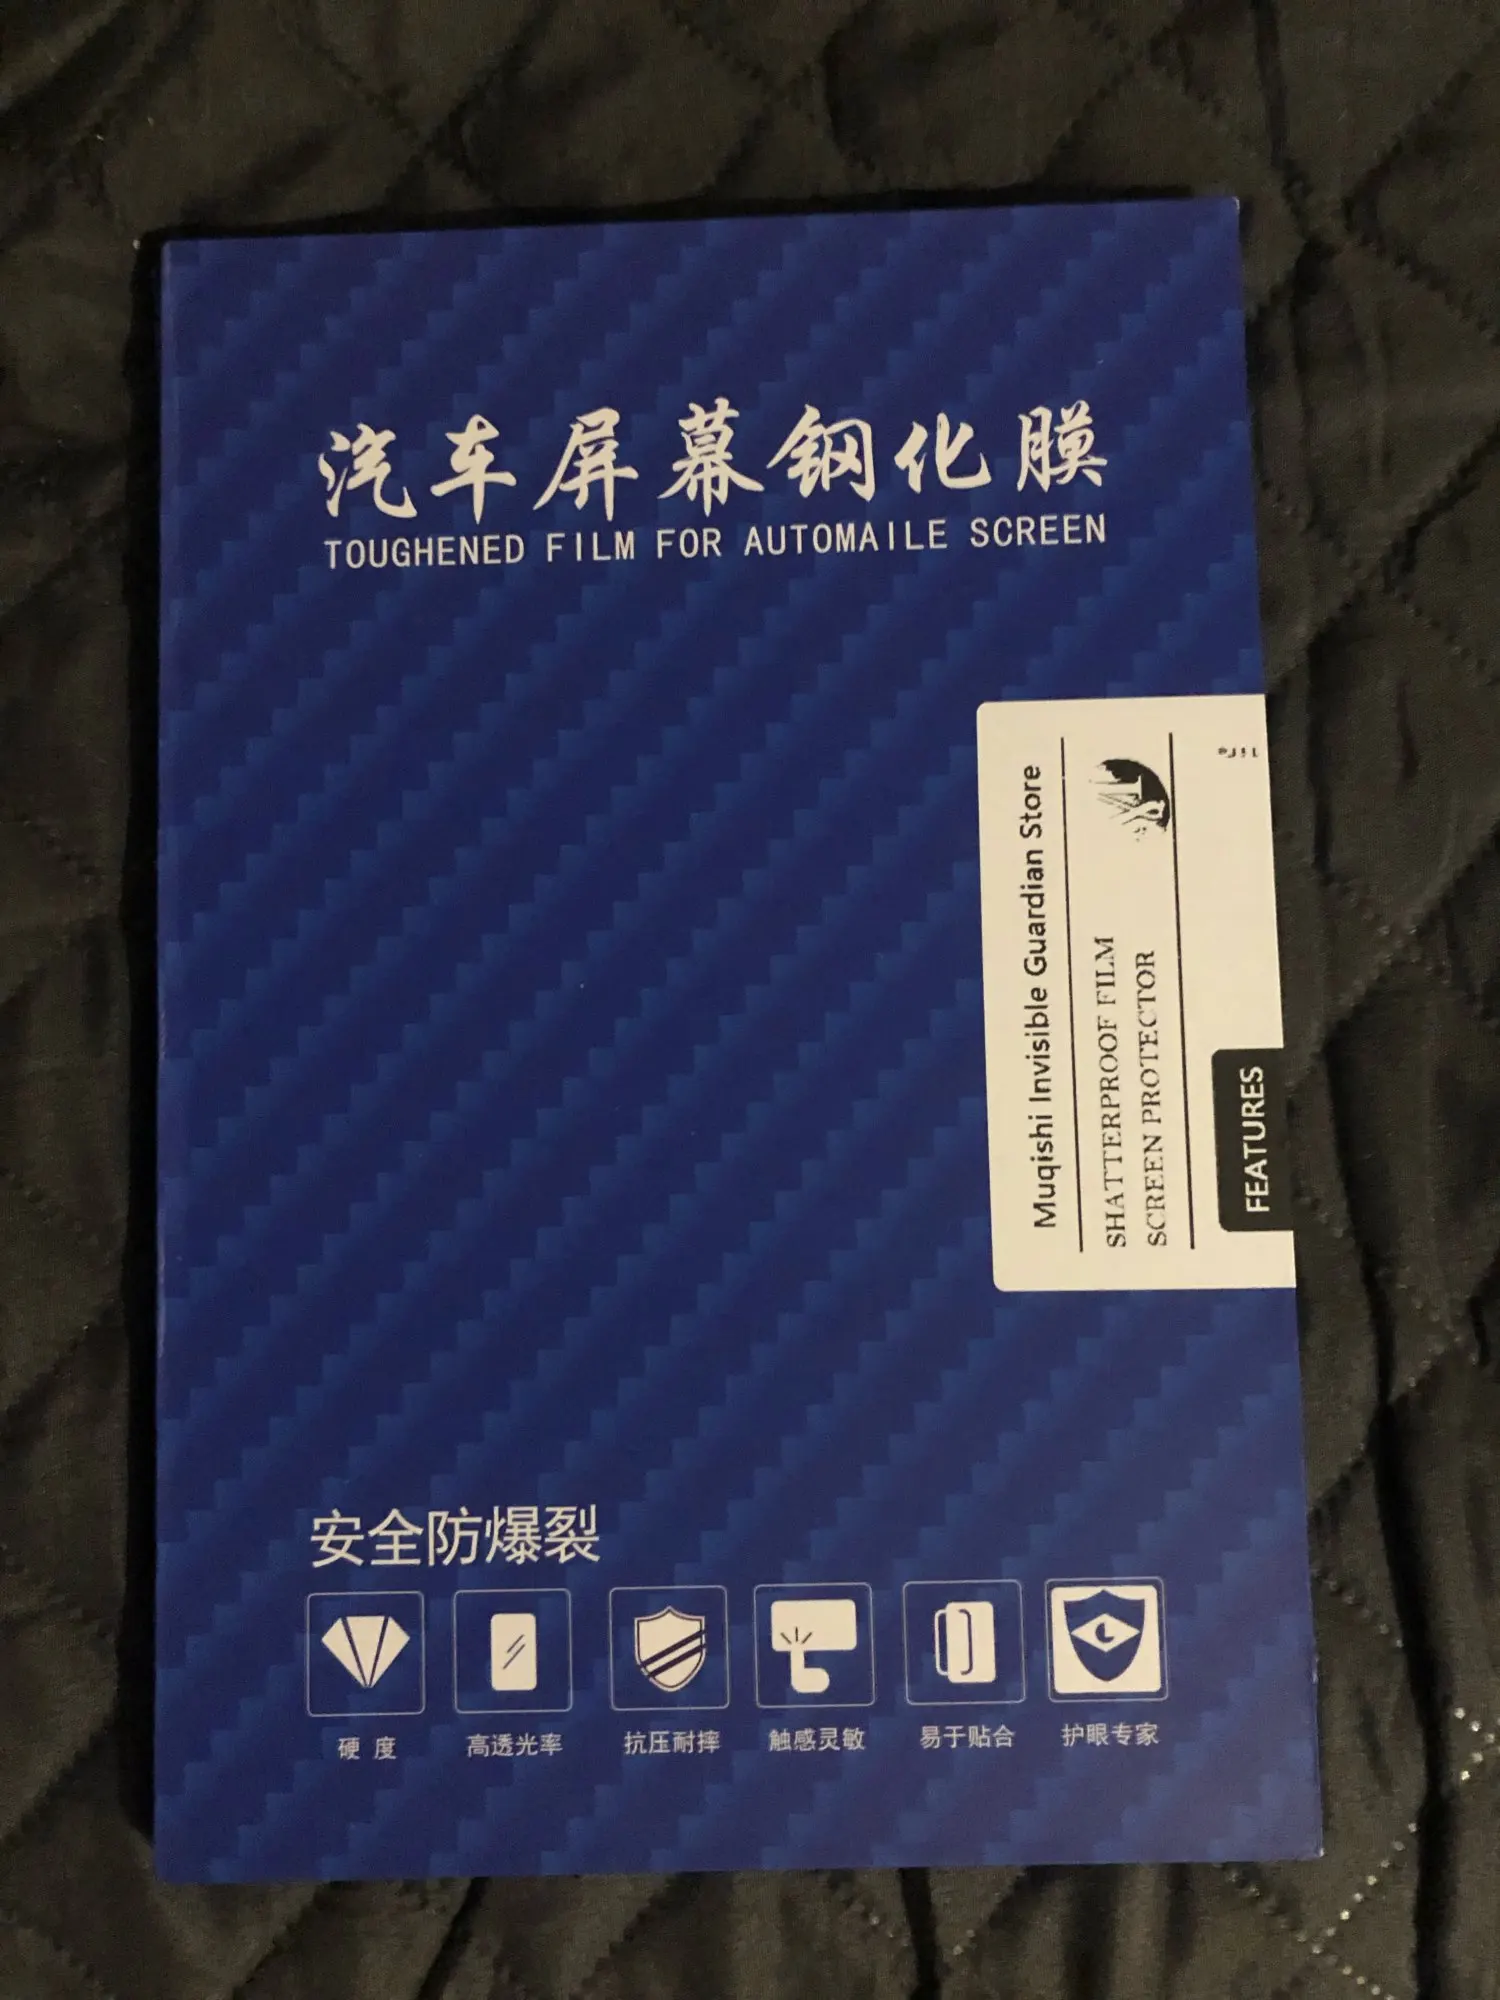 汽车屏幕钢化膜
TOUGHENED FILM FOR AUTOMAILE SCREEN
Muqishi Invisible Guardian Store
SHATTERPROOF FILM
SCREEN PROTECTOR
FEATURES
安全防爆裂
硬度
高透光率
抗压耐摔
触感灵敏
易于贴合
护眼专家